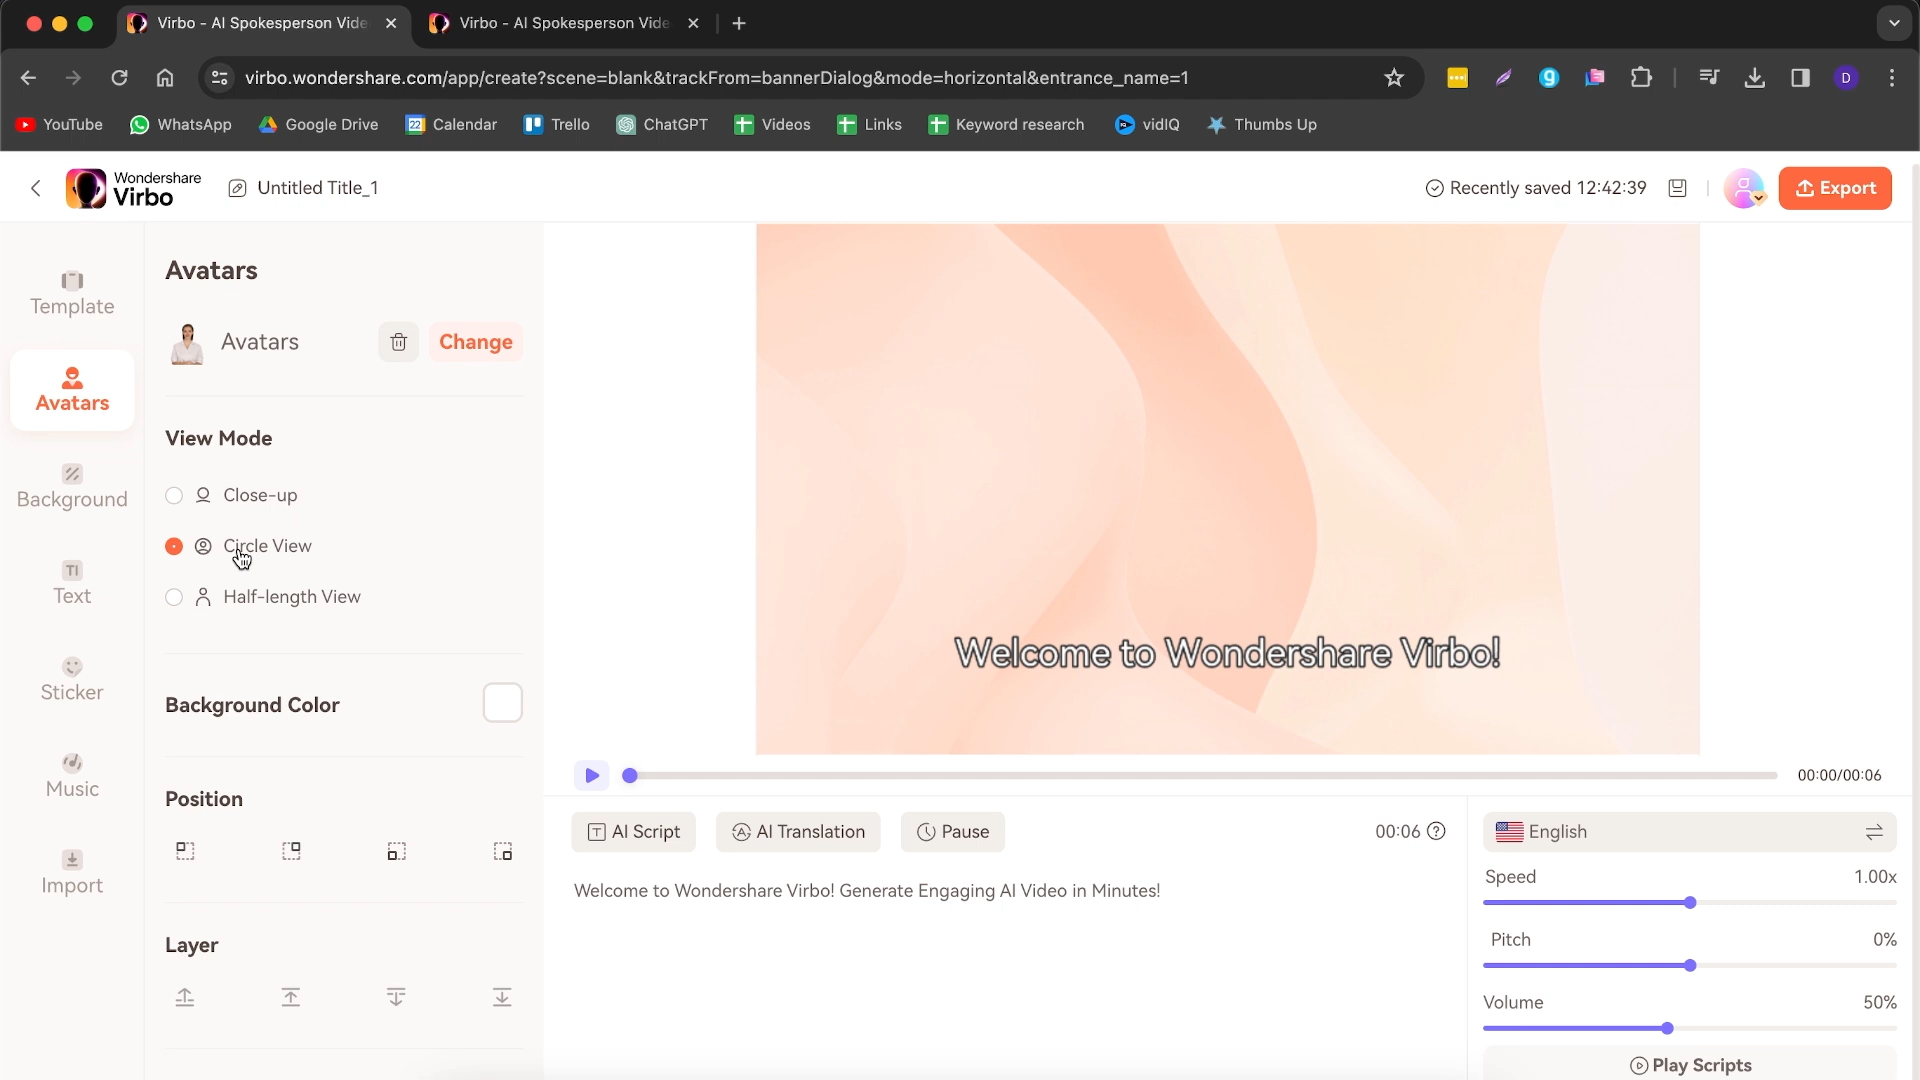 Virbo - AI Spokesperson Vide
Virbo - AI Spokesperson Vide
virbo.wondershare.com/app/create?scene=blank&trackFrom=bannerDialog&mode=horizontal&entrance_name=1
D
YouTube
WhatsApp
Google Drive
22
Calendar
Trello
ChatGPT
Videos
Links
Keyword research
vidIQ
Thumbs Up
Wondershare
Virbo
Untitled Title_1
Recently saved 12:42:39
Export
Template
Avatars
Background
Text
Sticker
Music
Import
Avatars
Avatars
Change
View Mode
Close-up
Circle View
Half-length View
Background Color
Position
Layer
Welcome to Wondershare Virbo!
00:00/00:06
AI Script
AI Translation
Pause
00:06
Welcome to Wondershare Virbo! Generate Engaging AI Video in Minutes!
English
Speed 1.00x
Pitch 0%
Volume 50%
Play Scripts